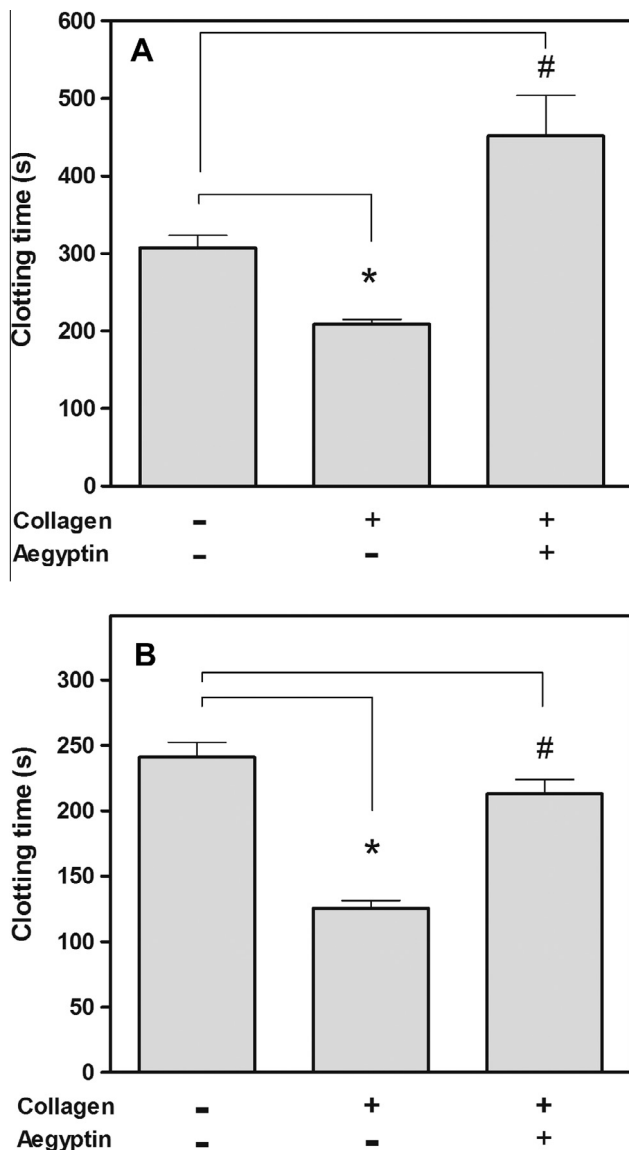 A
600
500
400
300
200
100
0
Clotting time (s)
#
*
Collagen - + +
Aegyptin - - +
B
300
250
200
150
100
50
0
Clotting time (s)
#
*
Collagen - + +
Aegyptin - - +